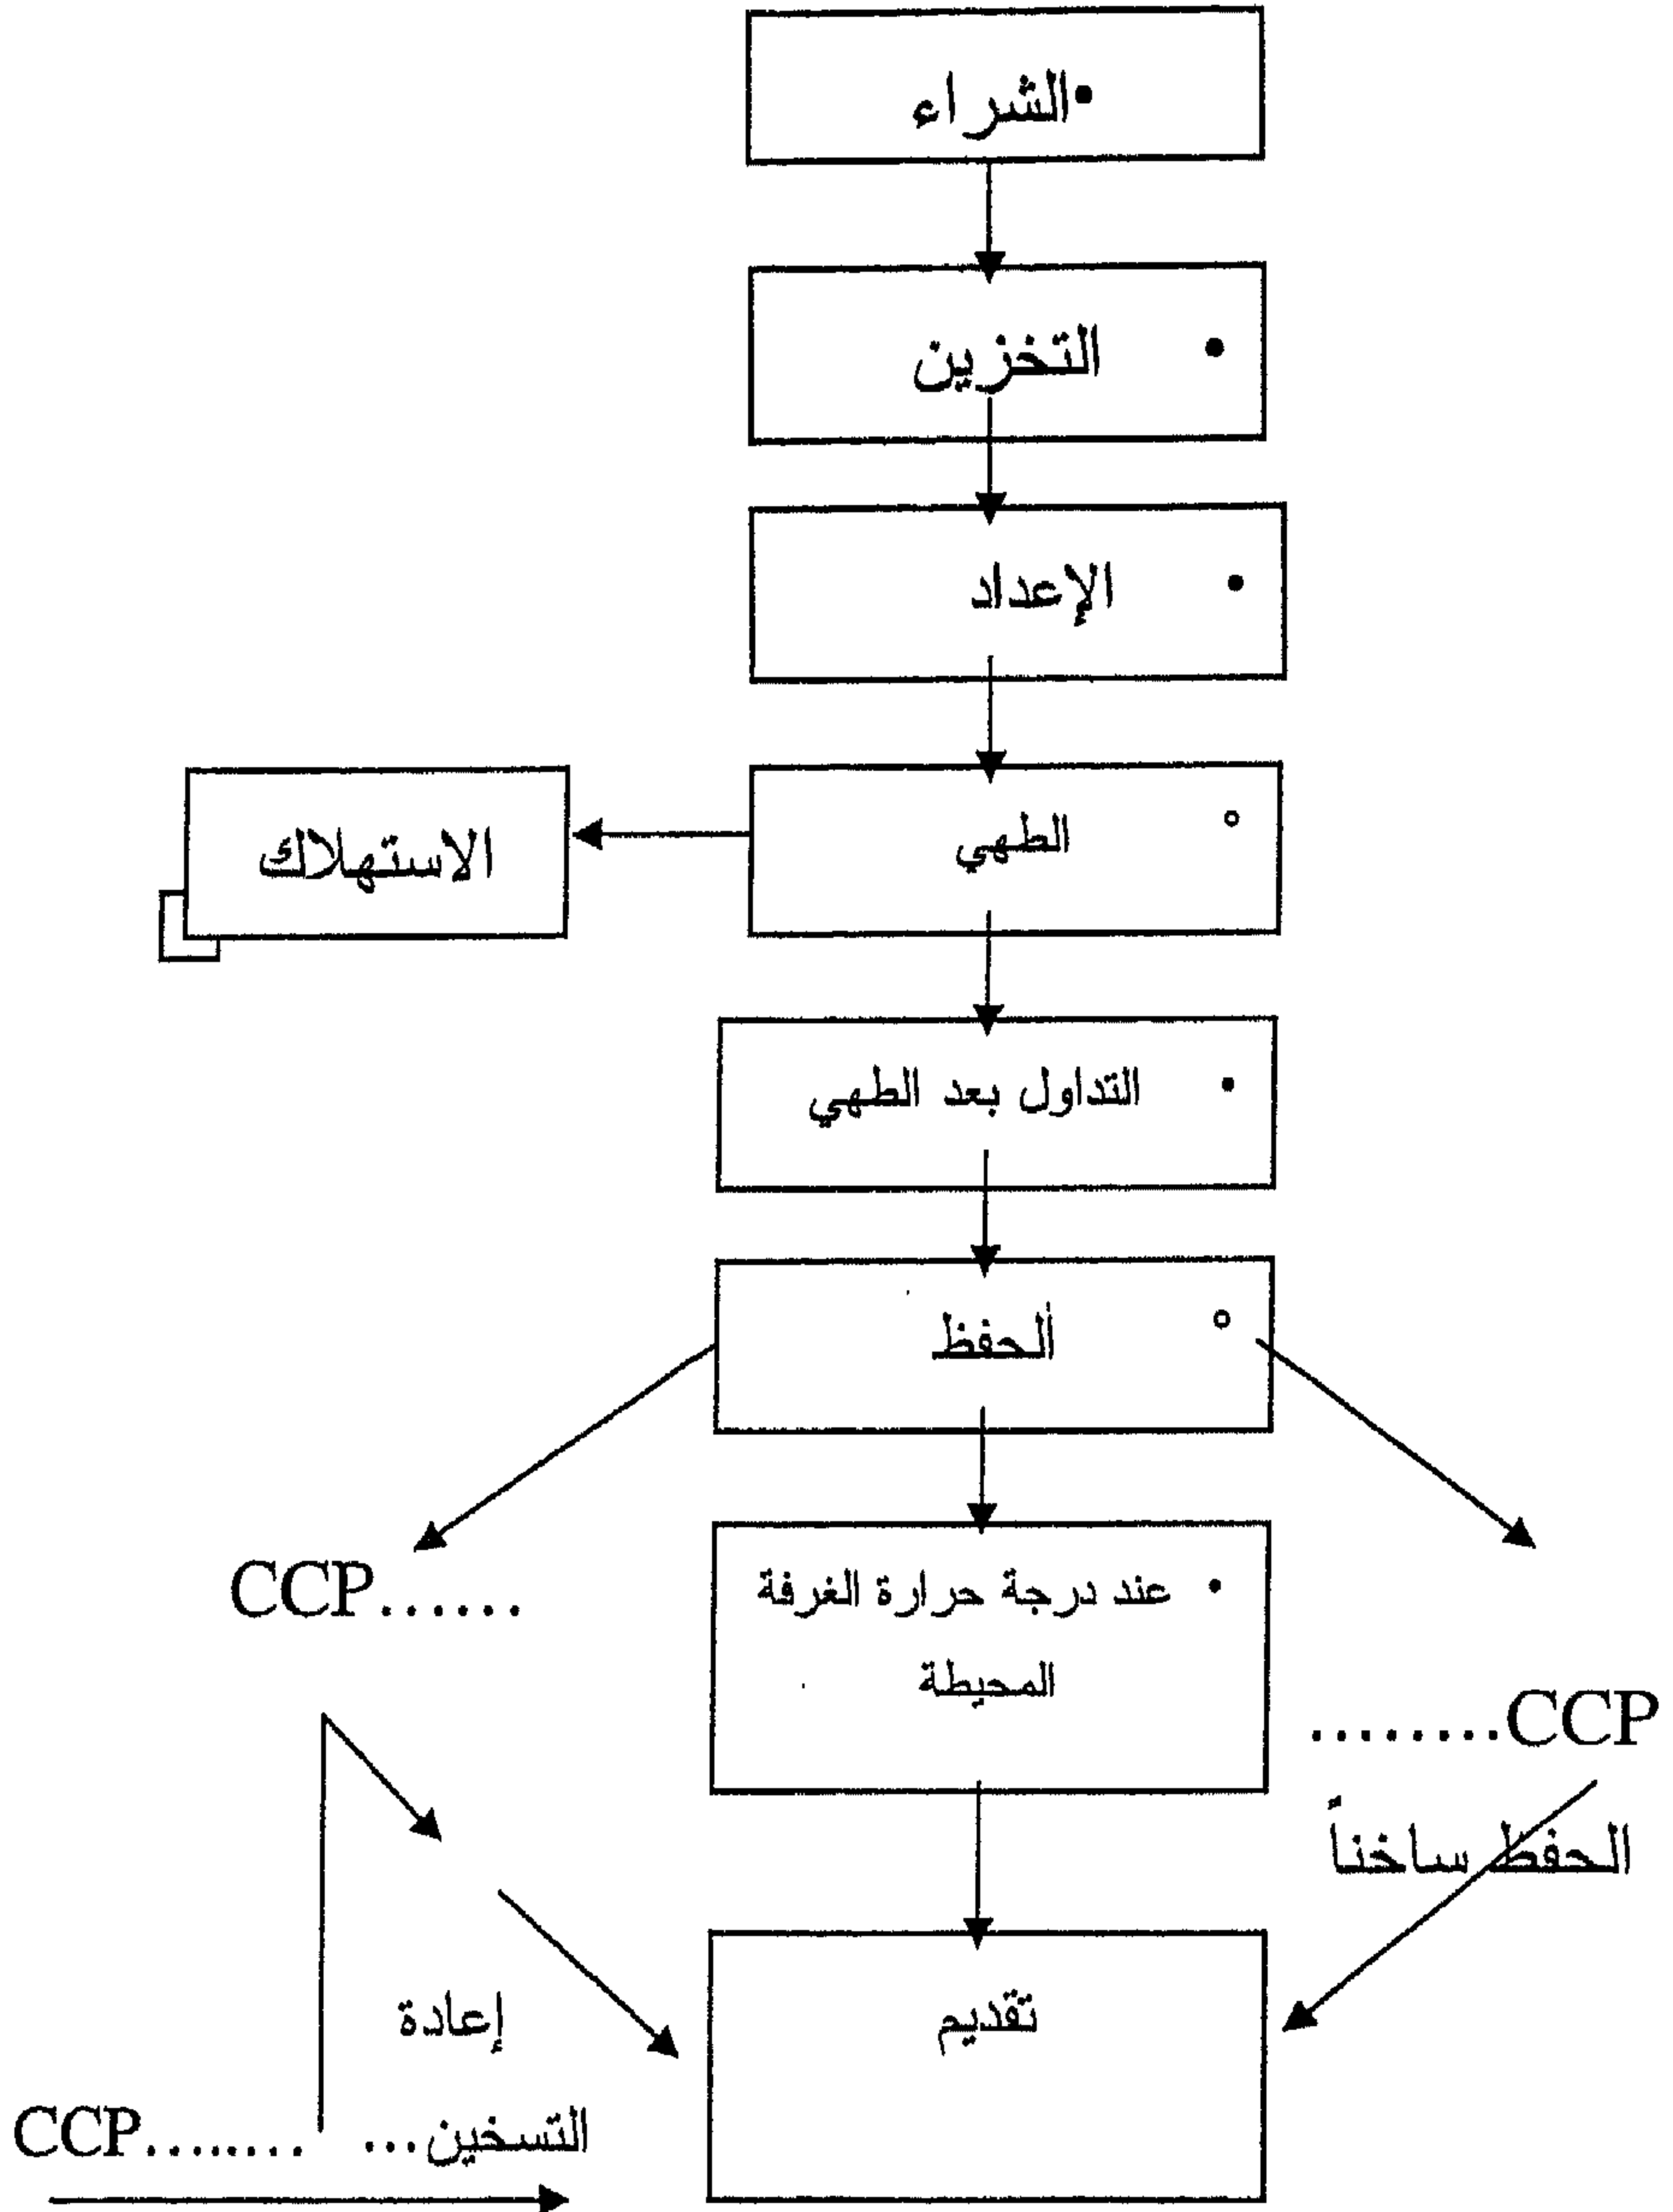 •الشراء
• التخزين
• الإعداد
° الطهي
الاستهلاك
• التداول بعد الطهي
° الحفظ
CCP......
• عند درجة حرارة الغرفة
المحيطة
........CCP
الحفظ ساخناً
تقديم
إعادة
التسخين...
CCP........